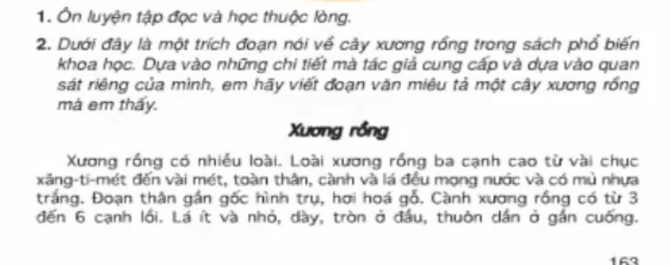 1. Ôn luyện tập đọc và học thuộc lòng.
2. Dưới đây là một trích đoạn nói về cây xương rồng trong sách phổ biến
khoa học. Dựa vào những chi tiết mà tác giả cung cấp và dựa vào quan
sát riêng của mình, em hãy viết đoạn văn miêu tả một cây xương rồng
mà em thấy.
Xương rồng
Xương rồng có nhiều loài. Loài xương rồng ba cạnh cao từ vài chục
xăng-ti-mét đến vài mét, toàn thân, cành và lá đều mọng nước và có mủ nhựa
trắng. Đoạn thân gần gốc hình trụ, hơi hoá gỗ. Cành xương rồng có từ 3
đến 6 cạnh lồi. Lá ít và nhỏ, dày, tròn ở đầu, thuôn dần ở gần cuống.
163